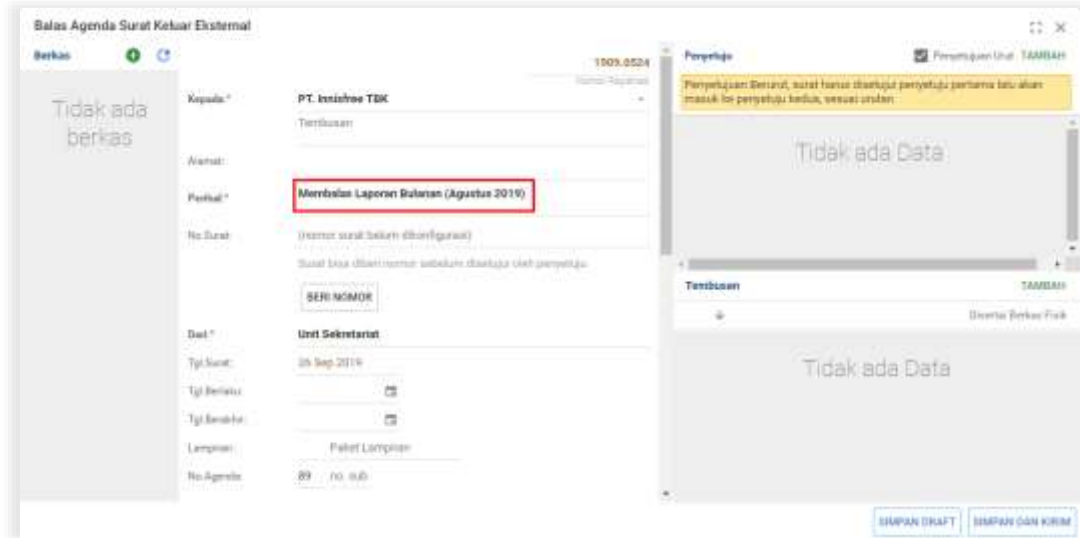 Balas Agenda Surat Keluar Eksternal
Berkas
Tidak ada
berkas
1909.0524
Nomor Registrasi
Kepada:*
PT. Innisfree TBK
Tembusan
Alamat:
Perihal:*
Membalas Laporan Bulanan (Agustus 2019)
No.Surat:
(nomor surat belum dikonfigurasi)
Surat bisa diberi nomor sebelum disetujui oleh penyetuju
BERI NOMOR
Dari:*
Unit Sekretariat
Tgl.Surat:
26 Sep 2019
Tgl.Berlaku:
Tgl.Berakhir:
Lampiran:
Paket Lampiran
No.Agenda:
89 no. sub
Penyetuju
Persetujuan Urut TAMBAH
Persetujuan Berurut, surat harus disetujui penyetuju pertama lalu akan
masuk ke penyetuju kedua, sesuai urutan
Tidak ada Data
Tembusan
TAMBAH
Disertai Berkas Fisik
Tidak ada Data
SIMPAN DRAFT
SIMPAN DAN KIRIM